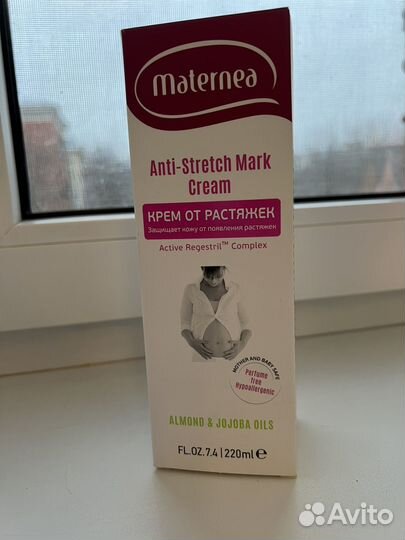 maternea
Anti-Stretch Mark
Cream
КРЕМ ОТ РАСТЯЖЕК
Защищает кожу от появления растяжек
Active Regestril™ Complex
MOTHER AND BABY SAFE
Perfume
free
Hypoallergenic
ALMOND & JOJOBA OILS
FL.OZ.7.4 | 220ml ℮
Avito